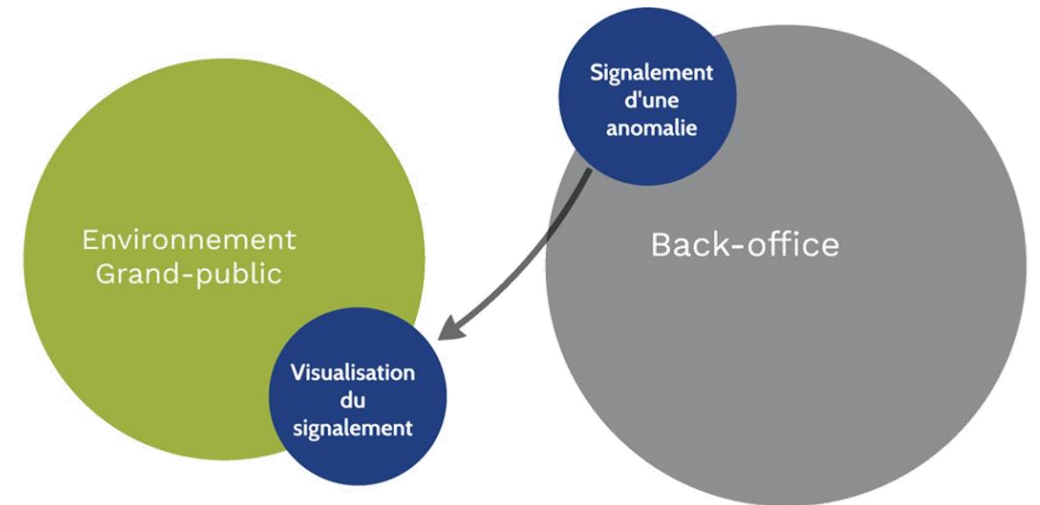 Signalement
d'une
anomalie
Environnement
Grand-public
Back-office
Visualisation
du
signalement